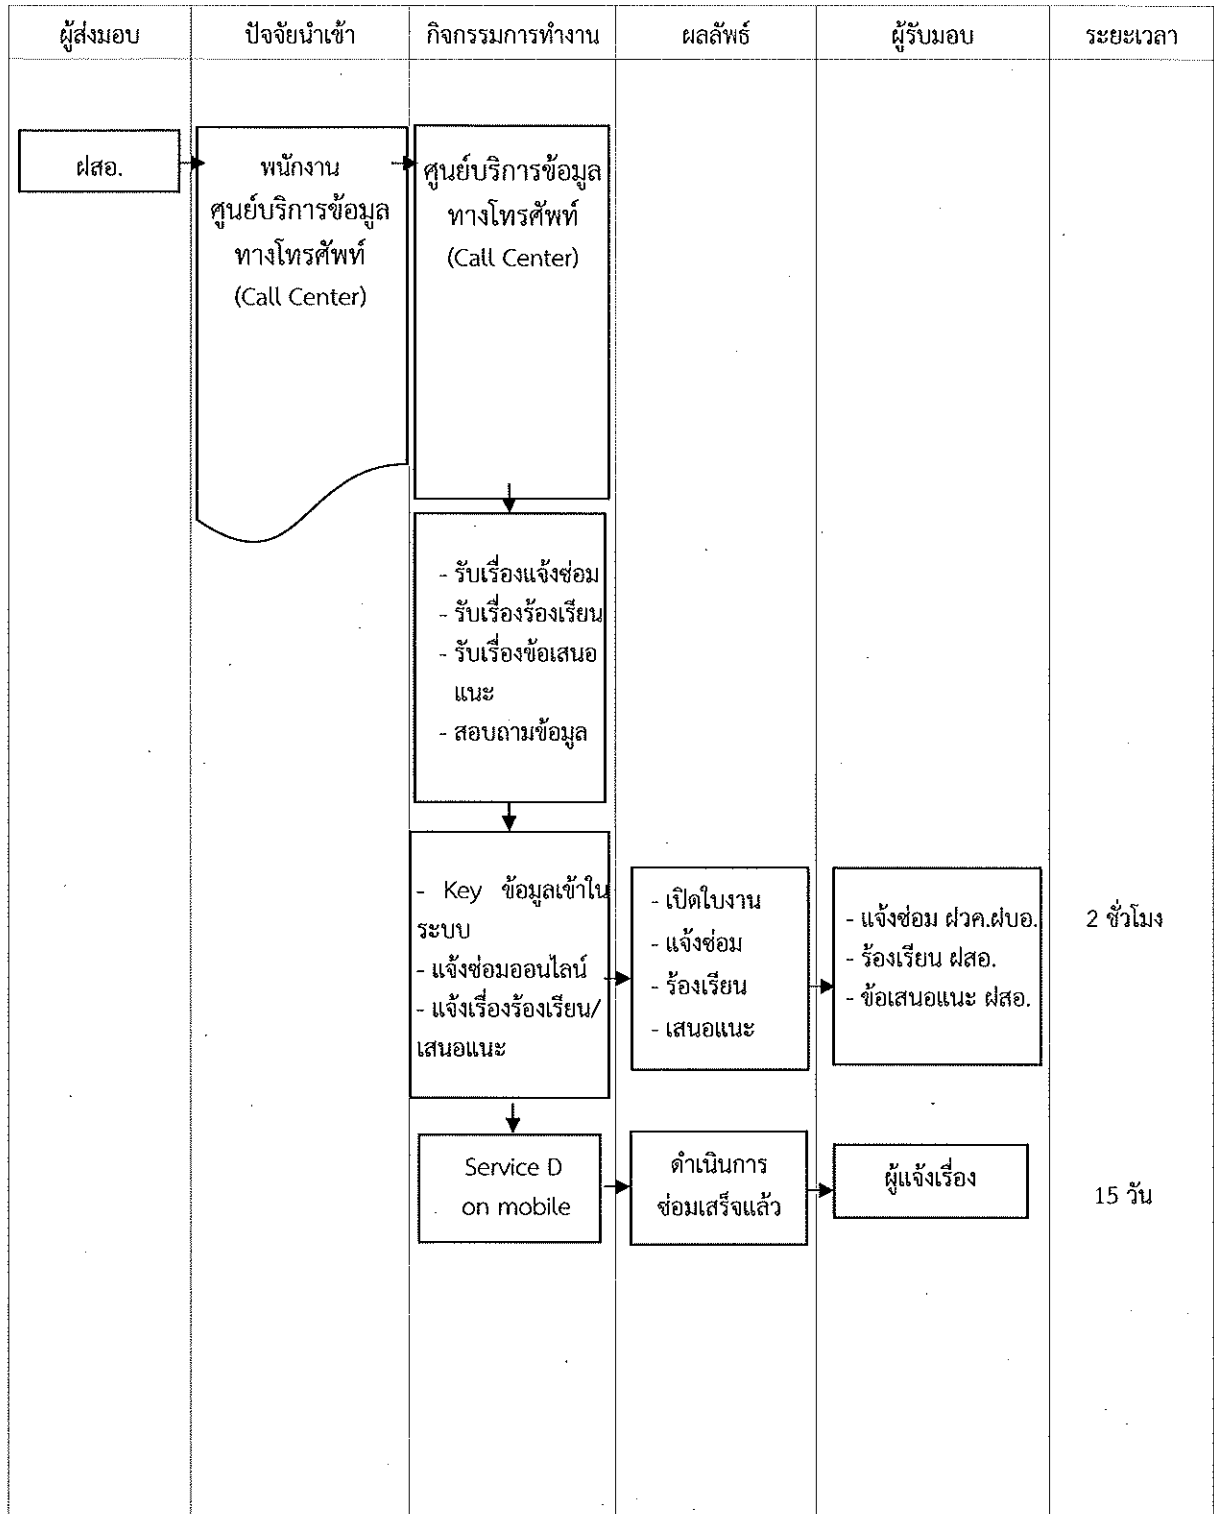 ผู้ส่งมอบ
ปัจจัยนำเข้า
กิจกรรมการทำงาน
ผลลัพธ์
ผู้รับมอบ
ระยะเวลา
ฝสอ.
พนักงาน
ศูนย์บริการข้อมูล
ทางโทรศัพท์
(Call Center)
ศูนย์บริการข้อมูล
ทางโทรศัพท์
(Call Center)
- รับเรื่องแจ้งซ่อม
- รับเรื่องร้องเรียน
- รับเรื่องข้อเสนอ
แนะ
- สอบถามข้อมูล
- Key ข้อมูลเข้าใน
ระบบ
- แจ้งซ่อมออนไลน์
- แจ้งเรื่องร้องเรียน/
เสนอแนะ
- เปิดใบงาน
- แจ้งซ่อม
- ร้องเรียน
- เสนอแนะ
- แจ้งซ่อม ฝวค.ฝบอ.
- ร้องเรียน ฝสอ.
- ข้อเสนอแนะ ฝสอ.
2 ชั่วโมง
Service D
on mobile
ดำเนินการ
ซ่อมเสร็จแล้ว
ผู้แจ้งเรื่อง
15 วัน